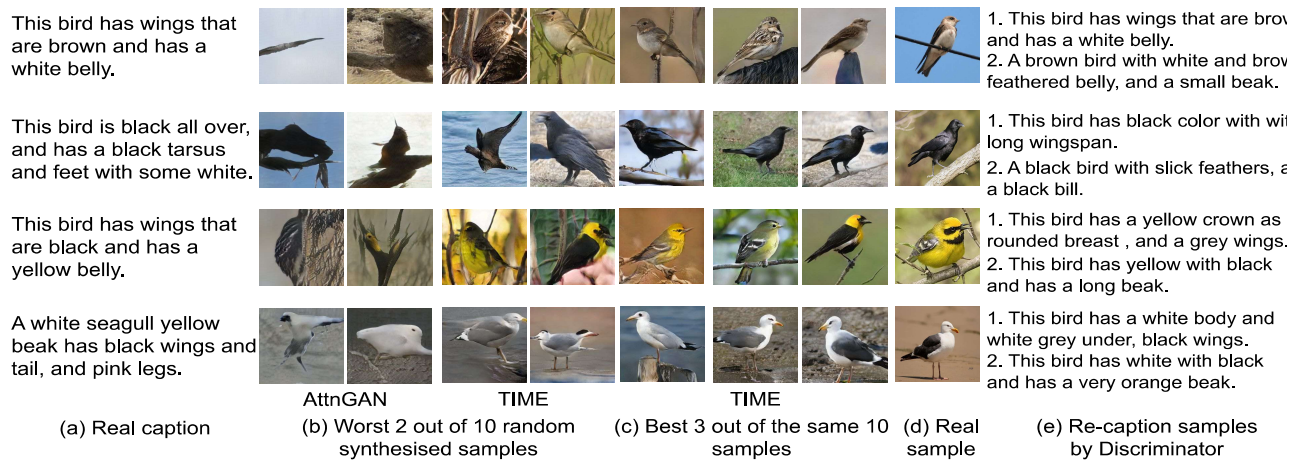 This bird has wings that
are brown and has a
white belly.
1. This bird has wings that are brov
and has a white belly.
2. A brown bird with white and brow
feathered belly, and a small beak.
This bird is black all over,
and has a black tarsus
and feet with some white.
1. This bird has black color with wit
long wingspan.
2. A black bird with slick feathers, a
a black bill.
This bird has wings that
are black and has a
yellow belly.
1. This bird has a yellow crown as
rounded breast , and a grey wings.
2. This bird has yellow with black
and has a long beak.
A white seagull yellow
beak has black wings and
tail, and pink legs.
1. This bird has a white body and
white grey under, black wings.
2. This bird has white with black
and has a very orange beak.
AttnGAN
TIME
TIME
(a) Real caption
(b) Worst 2 out of 10 random
synthesised samples
(c) Best 3 out of the same 10
samples
(d) Real
sample
(e) Re-caption samples
by Discriminator